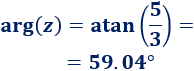 arg(z) = atan(5/3) =
= 59.04°